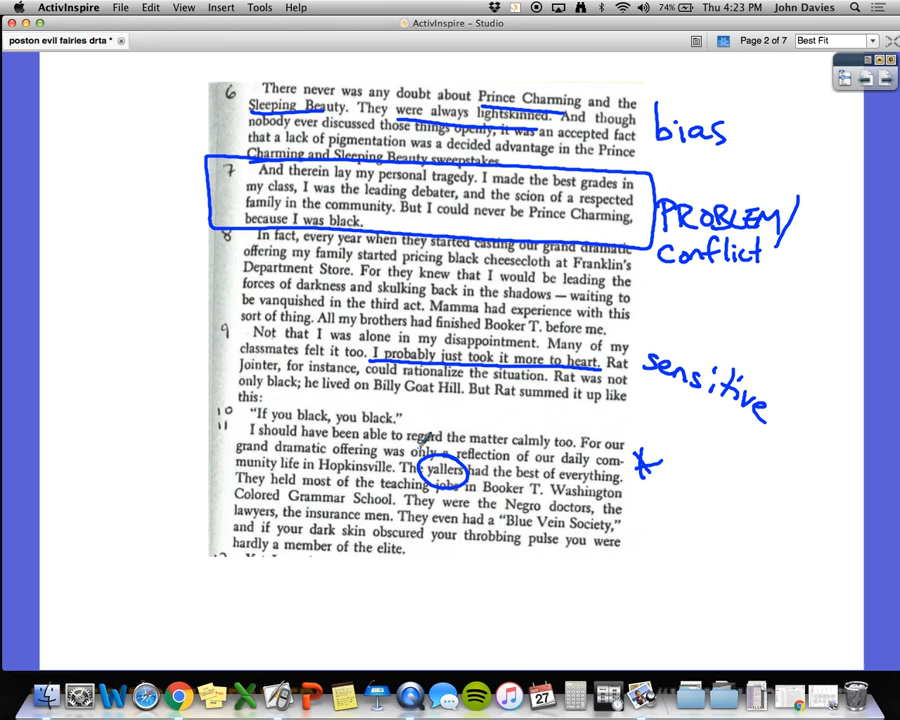 ActivInspire File Edit View Insert Tools Help 74% Thu 4:23 PM John Davies
ActivInspire - Studio
poston evil fairies drta * Page 2 of 7 Best Fit
6 There never was any doubt about Prince Charming and the
Sleeping Beauty. They were always lightskinned. And though
nobody ever discussed those things openly, it was an accepted fact
that a lack of pigmentation was a decided advantage in the Prince
Charming and Sleeping Beauty sweepstakes.
bias
7 And therein lay my personal tragedy. I made the best grades in
my class, I was the leading debater, and the scion of a respected
family in the community. But I could never be Prince Charming,
because I was black.
PROBLEM/
Conflict
8 In fact, every year when they started casting our grand dramatic
offering my family started pricing black cheesecloth at Franklin's
Department Store. For they knew that I would be leading the
forces of darkness and skulking back in the shadows — waiting to
be vanquished in the third act. Mamma had experience with this
sort of thing. All my brothers had finished Booker T. before me.
9 Not that I was alone in my disappointment. Many of my
classmates felt it too. I probably just took it more to heart. Rat
Jointer, for instance, could rationalize the situation. Rat was not
only black; he lived on Billy Goat Hill. But Rat summed it up like
this:
sensitive
10 "If you black, you black."
11 I should have been able to regard the matter calmly too. For our
grand dramatic offering was only a reflection of our daily com-
munity life in Hopkinsville. The yallers had the best of everything.
They held most of the teaching jobs in Booker T. Washington
Colored Grammar School. They were the Negro doctors, the
lawyers, the insurance men. They even had a "Blue Vein Society,"
and if your dark skin obscured your throbbing pulse you were
hardly a member of the elite.